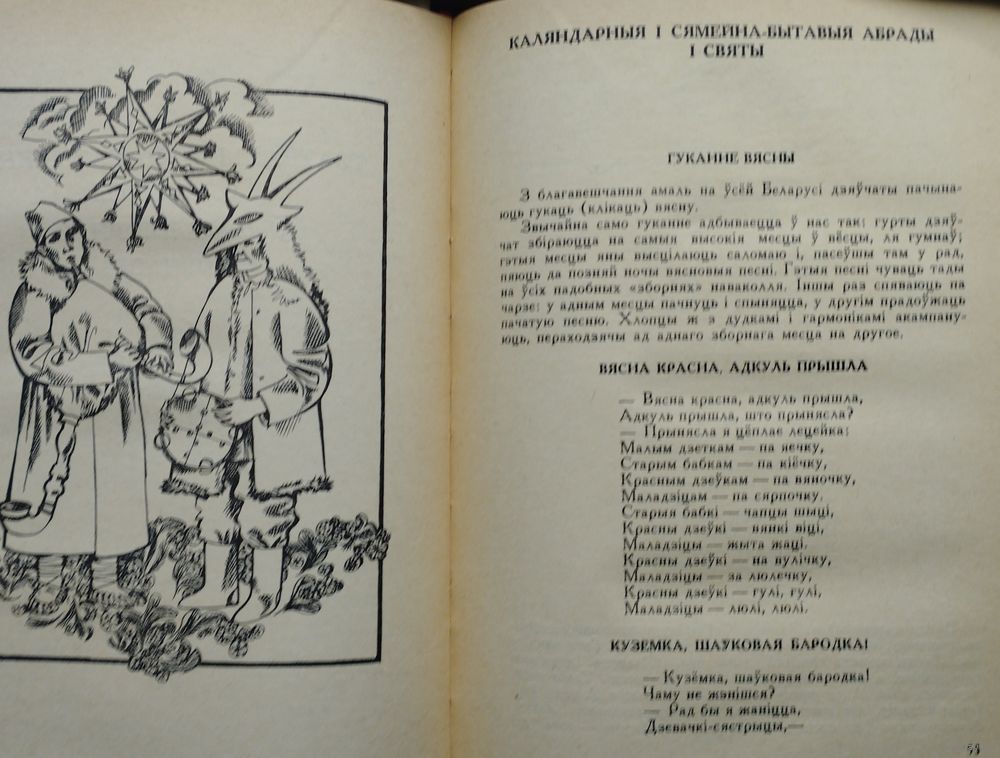 КАЛЯНДАРНЫЯ І СЯМЕЙНА-БЫТАВЫЯ АБРАДЫ
І СВЯТЫ
ГУКАННЕ ВЯСНЫ
З благавешчання амаль на ўсёй Беларусі дзяўчаты пачына-
юць гукаць (клікаць) вясну.
Звычайна само гуканне адбываецца ў нас так: гурты дзяў-
чат збіраюцца на самыя высокія месцы ў вёсцы, ля гумнаў;
гэтыя месцы яны высцілаюць саломаю і, пасеўшы там у рад,
пяюць да позняй ночы вясновыя песні. Гэтыя песні чуваць тады
на ўсіх падобных «зборнях» наваколля. Іншы раз спяваюць па
чарзе: у адным месцы пачнуць і спыняцца, у другім прадоўжаць
пачатую песню. Хлопцы ж з дудкамі і гармонікамі акампану-
юць, пераходзячы ад аднаго зборнага месца на другое.
ВЯСНА КРАСНА, АДКУЛЬ ПРЫШЛА
— Вясна красна, адкуль прышла,
Адкуль прышла, што прынясла?
— Прынясла я цёплае лецейка:
Малым дзеткам — па яечку,
Старым бабкам — па кіёчку,
Красным дзеўкам — па вяночку,
Маладзіцам — па сярпочку.
Старыя бабкі — чапцы шыці,
Красны дзеўкі — вянкі віці,
Маладзіцы — жыта жаці.
Красны дзеўкі — на вулічку,
Маладзіцы — за люлечку,
Красны дзеўкі — гулі, гулі,
Маладзіцы — люлі, люлі.
КУЗЁМКА, ШАЎКОВАЯ БАРОДКА!
— Кузёмка, шаўковая бародка!
Чаму не жэнішся?
— Рад бы я жаніцца,
Дзевачкі-сястрыцы,—